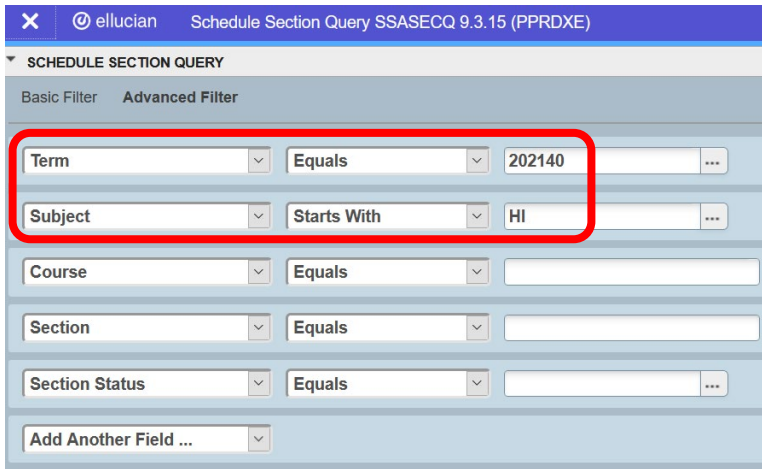 ellucian Schedule Section Query SSASECQ 9.3.15 (PPRDXE)
SCHEDULE SECTION QUERY
Basic Filter Advanced Filter
Term Equals 202140 ...
Subject Starts With HI ...
Course Equals
Section Equals
Section Status Equals ...
Add Another Field ...